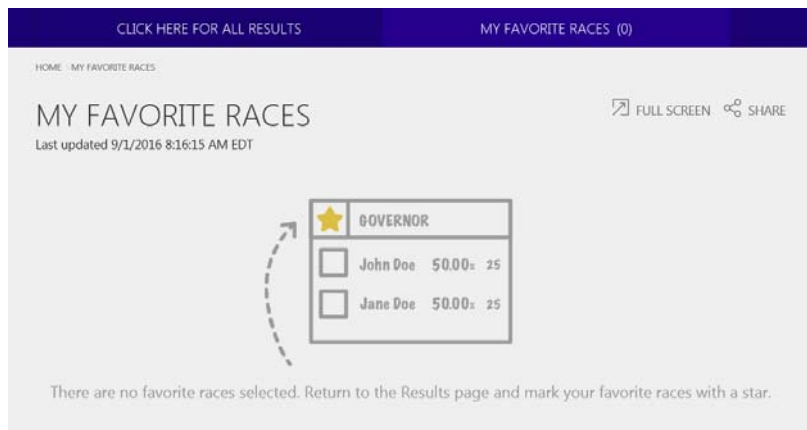 CLICK HERE FOR ALL RESULTS MY FAVORITE RACES (0)
HOME MY FAVORITE RACES
MY FAVORITE RACES
FULL SCREEN SHARE
Last updated 9/1/2016 8:16:15 AM EDT
GOVERNOR
John Doe 50.00% 25
Jane Doe 50.00% 25
There are no favorite races selected. Return to the Results page and mark your favorite races with a star.